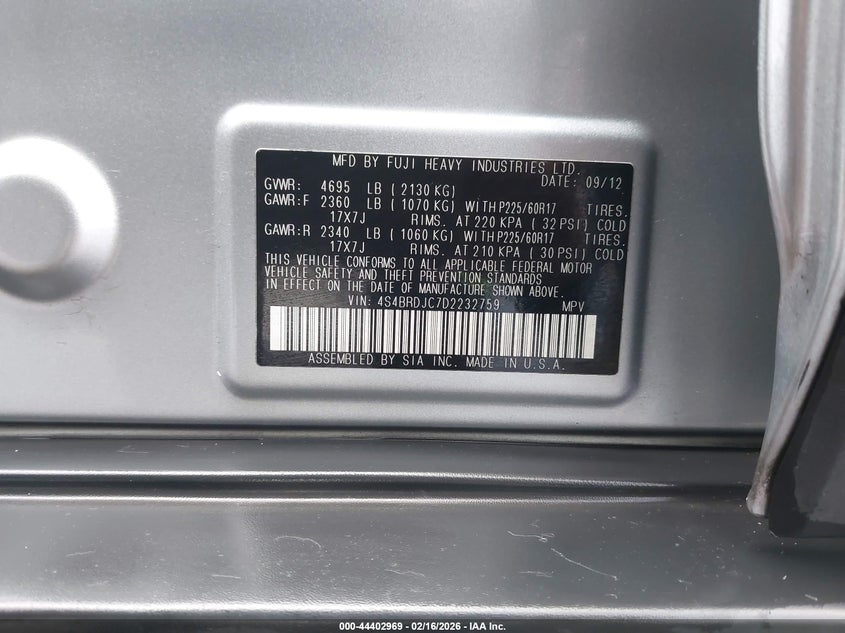 MFD BY FUJI HEAVY INDUSTRIES LTD.
DATE: 09/12
GVWR: 4695 LB ( 2130 KG)
GAWR:F 2360 LB ( 1070 KG) WITH P225/60R17 TIRES.
17X7J RIMS. AT 220 KPA ( 32 PSI) COLD
GAWR:R 2340 LB ( 1060 KG) WITH P225/60R17 TIRES.
17X7J RIMS. AT 210 KPA ( 30 PSI) COLD
THIS VEHICLE CONFORMS TO ALL APPLICABLE FEDERAL MOTOR
VEHICLE SAFETY AND THEFT PREVENTION STANDARDS
IN EFFECT ON THE DATE OF MANUFACTURE SHOWN ABOVE.
VIN: 4S4BRDJC7D2232759 MPV
ASSEMBLED BY SIA INC. MADE IN U.S.A.
000-44402969 - 02/16/2026 - IAA Inc.